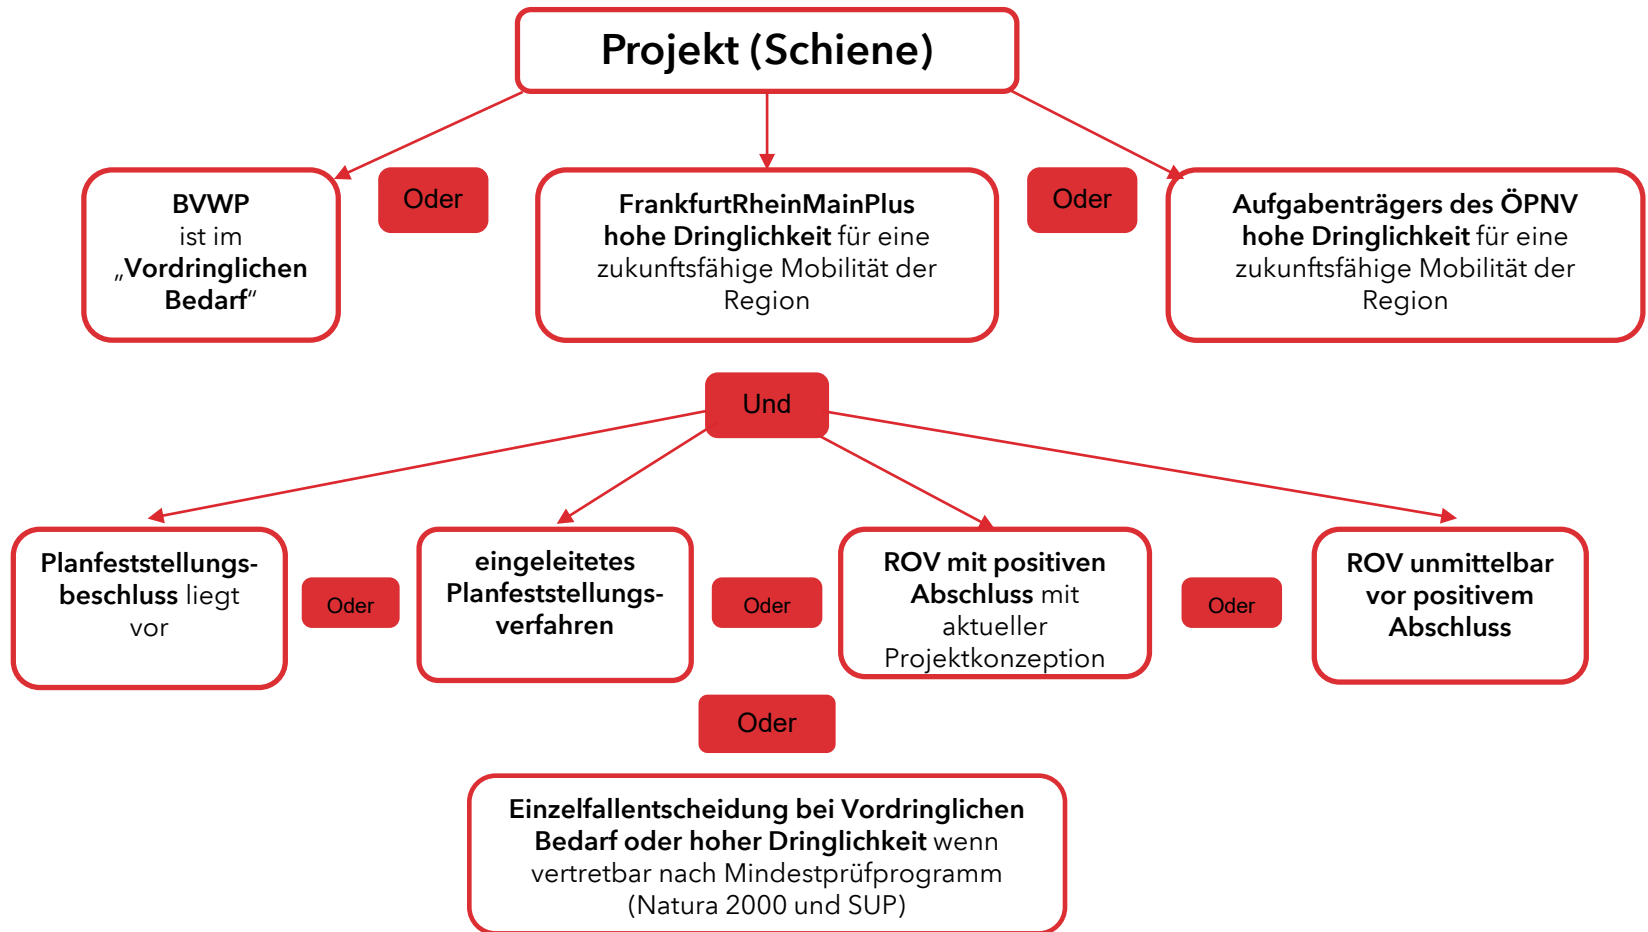 Projekt (Schiene)
BVWP
ist im
„Vordringlichen
Bedarf“
Oder
FrankfurtRheinMainPlus
hohe Dringlichkeit für eine
zukunftsfähige Mobilität der
Region
Oder
Aufgabenträgers des ÖPNV
hohe Dringlichkeit für eine
zukunftsfähige Mobilität der
Region
Und
Planfeststellungs-
beschluss liegt
vor
Oder
eingeleitetes
Planfeststellungs-
verfahren
Oder
ROV mit positiven
Abschluss mit
aktueller
Projektkonzeption
Oder
ROV unmittelbar
vor positivem
Abschluss
Oder
Einzelfallentscheidung bei Vordringlichen
Bedarf oder hoher Dringlichkeit wenn
vertretbar nach Mindestprüfprogramm
(Natura 2000 und SUP)